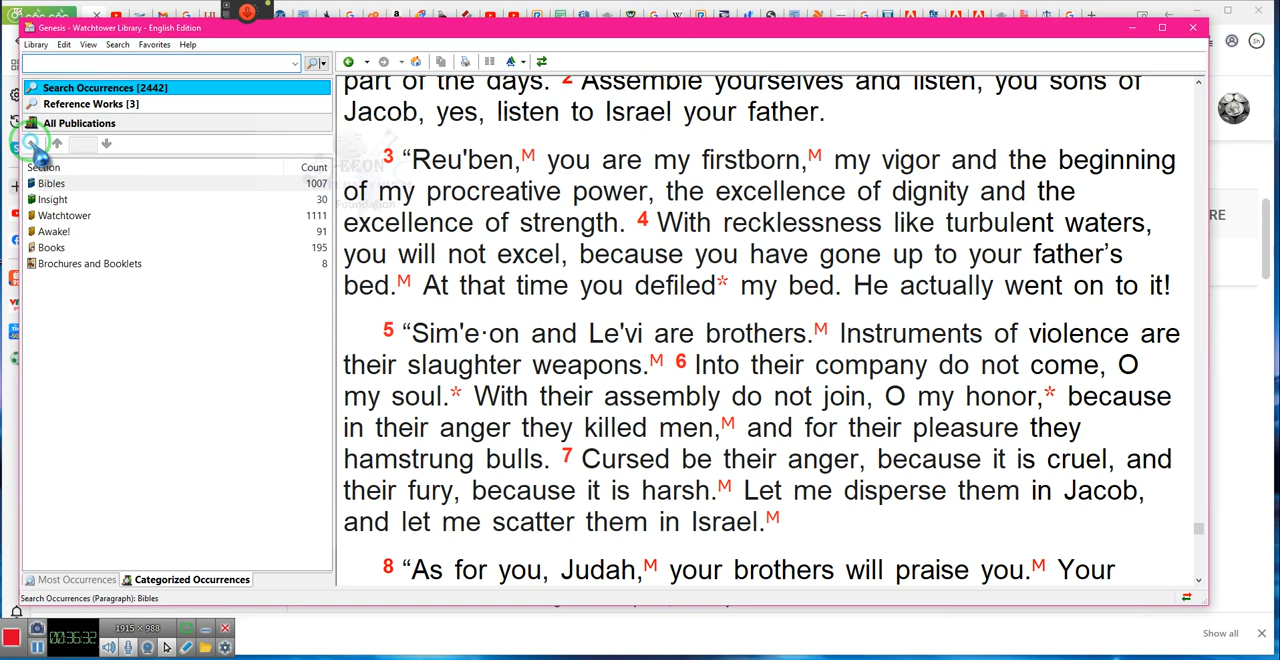 Genesis - Watchtower Library - English Edition
Library Edit View Search Favorites Help
Search Occurrences [2442]
Reference Works [3]
All Publications
Section Count
Bibles 1007
Insight 30
Watchtower 1111
Awake! 91
Books 195
Brochures and Booklets 8
Most Occurrences Categorized Occurrences
Search Occurrences (Paragraph): Bibles
part of the days. 2 Assemble yourselves and listen, you sons of
Jacob, yes, listen to Israel your father.
3 “Reu'ben,M you are my firstborn,M my vigor and the beginning
of my procreative power, the excellence of dignity and the
excellence of strength. 4 With recklessness like turbulent waters,
you will not excel, because you have gone up to your father’s
bed.M At that time you defiled* my bed. He actually went on to it!
5 “Sim'e·on and Le'vi are brothers.M Instruments of violence are
their slaughter weapons.M 6 Into their company do not come, O
my soul.* With their assembly do not join, O my honor,* because
in their anger they killed men,M and for their pleasure they
hamstrung bulls. 7 Cursed be their anger, because it is cruel, and
their fury, because it is harsh.M Let me disperse them in Jacob,
and let me scatter them in Israel.M
8 “As for you, Judah,M your brothers will praise you.M Your
RE
Show all
1915 x 988
00:36:32